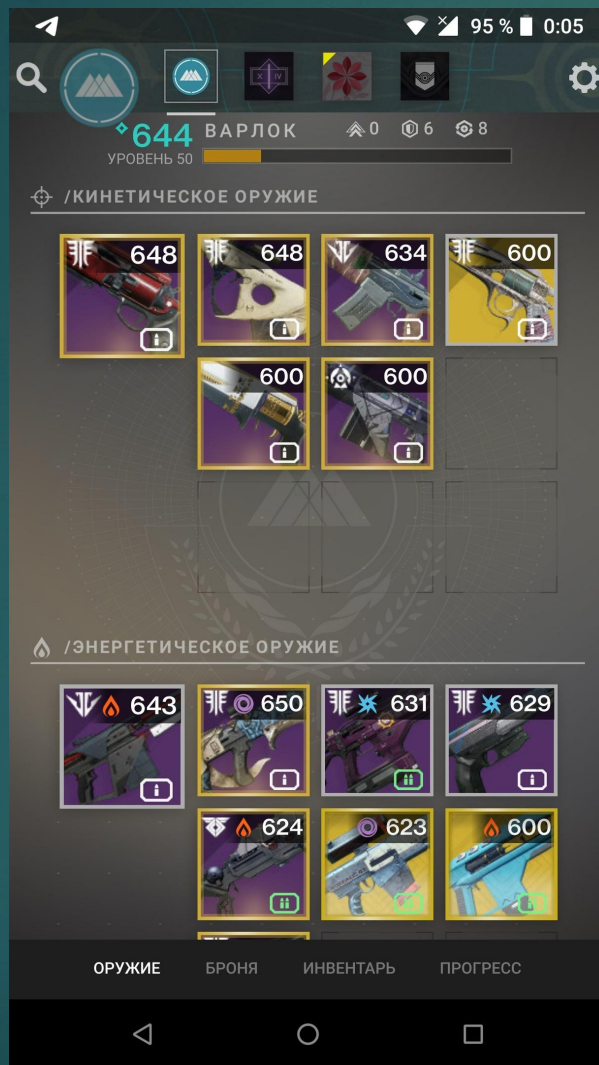 95 % 0:05
X IV
644 ВАРЛОК 0 6 8
УРОВЕНЬ 50
/КИНЕТИЧЕСКОЕ ОРУЖИЕ
648 648 634 600
600 600
/ЭНЕРГЕТИЧЕСКОЕ ОРУЖИЕ
643 650 631 629
624 623 600
ОРУЖИЕ БРОНЯ ИНВЕНТАРЬ ПРОГРЕСС